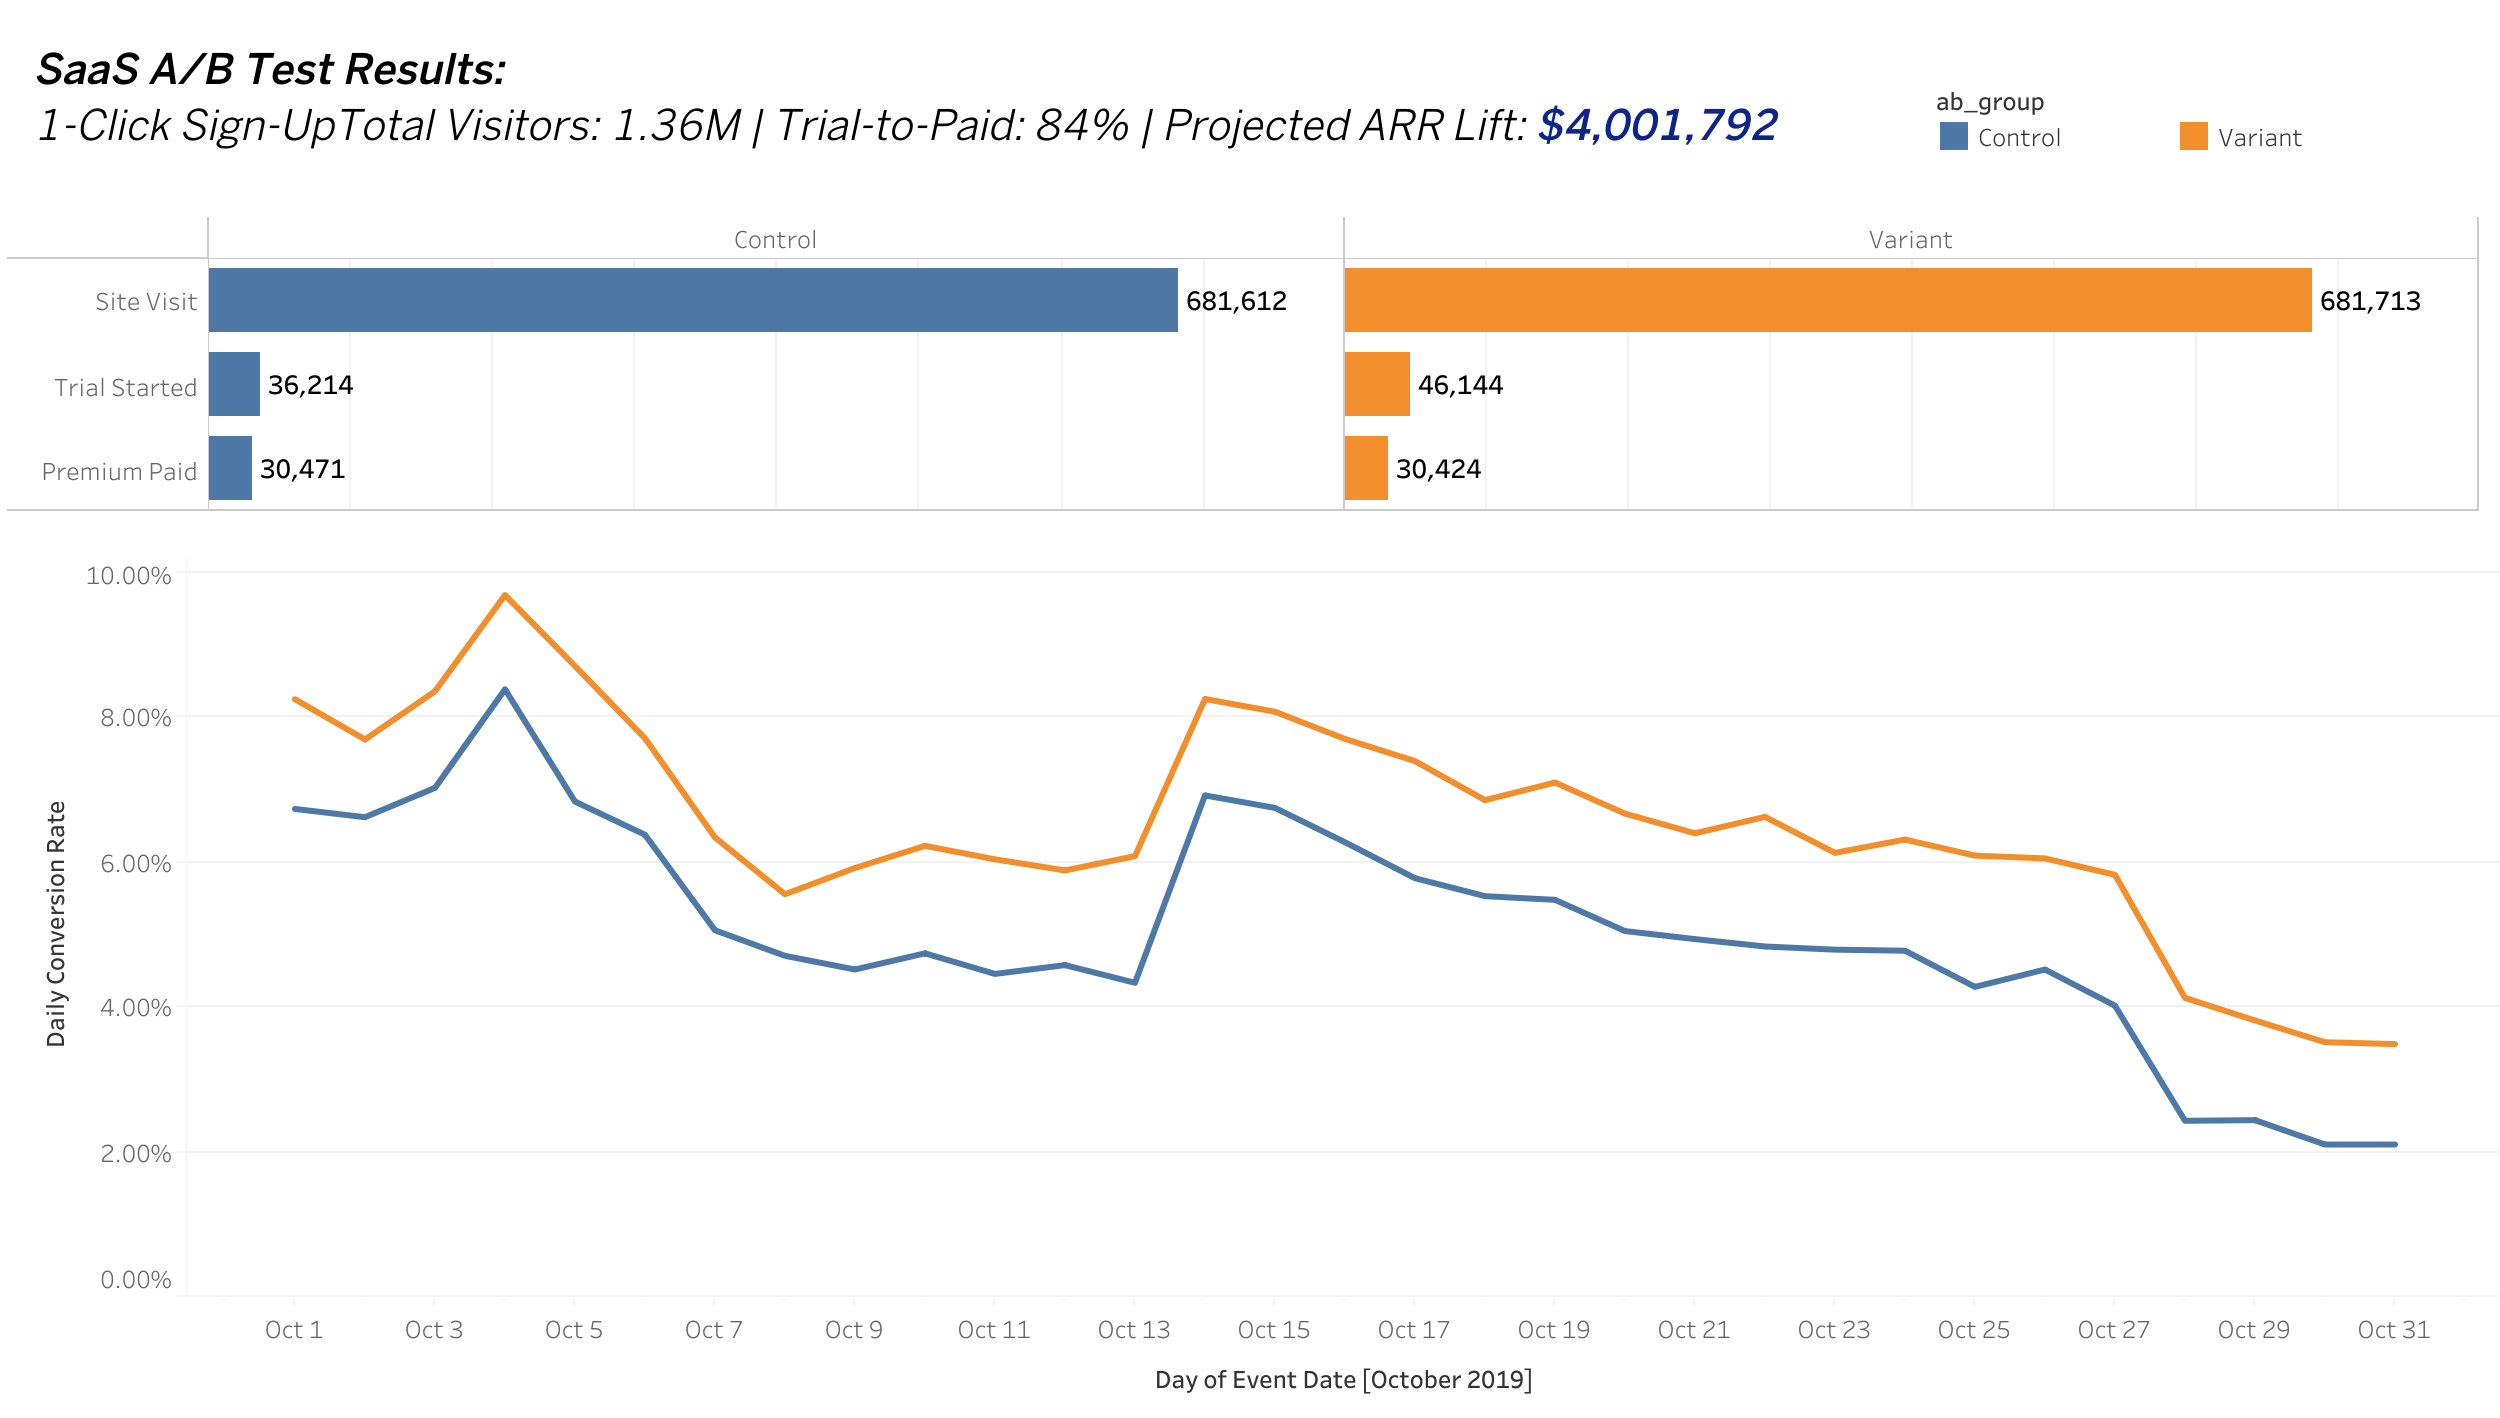 SaaS A/B Test Results:
1-Click Sign-UpTotal Visitors: 1.36M | Trial-to-Paid: 84% | Projected ARR Lift: $4,001,792
ab_group
Control
Variant
Control
Variant
Site Visit
681,612
681,713
Trial Started
36,214
46,144
Premium Paid
30,471
30,424
10.00%
8.00%
6.00%
4.00%
2.00%
0.00%
Daily Conversion Rate
Oct 1
Oct 3
Oct 5
Oct 7
Oct 9
Oct 11
Oct 13
Oct 15
Oct 17
Oct 19
Oct 21
Oct 23
Oct 25
Oct 27
Oct 29
Oct 31
Day of Event Date [October 2019]